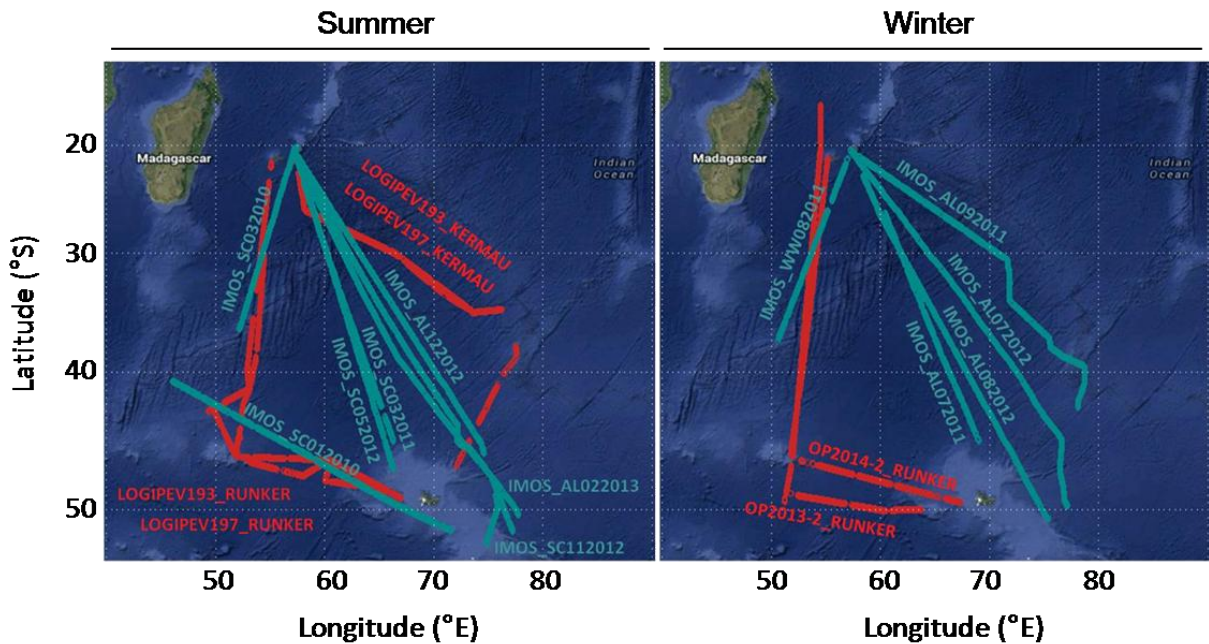 Summer
Winter
20
30
40
50
Latitude (°S)
Madagascar
Indian
Ocean
IMOS_SC032010
LOGIPEV193_KERMAU
LOGIPEV197_KERMAU
IMOS_AL122012
IMOS_SC032011
IMOS_SC052012
IMOS_SC012010
LOGIPEV193_RUNKER
LOGIPEV197_RUNKER
IMOS_AL022013
IMOS_SC112012
50
60
70
80
Longitude (°E)
Madagascar
Indian
Ocean
IMOS_WW082011
IMOS_AL092011
IMOS_AL072012
IMOS_AL082012
IMOS_AL072011
OP2014-2_RUNKER
OP2013-2_RUNKER
50
60
70
80
Longitude (°E)